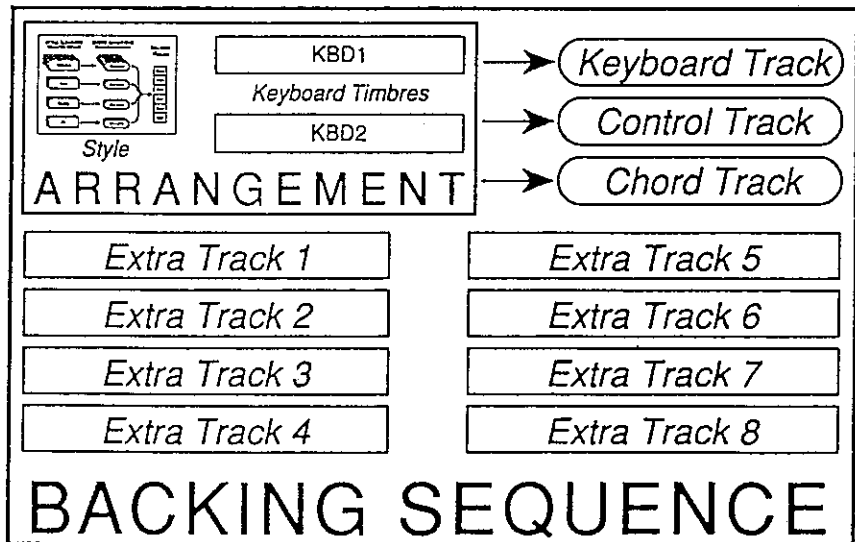 KBD1
Keyboard Timbres
KBD2
Style
ARRANGEMENT
Keyboard Track
Control Track
Chord Track
Extra Track 1
Extra Track 2
Extra Track 3
Extra Track 4
Extra Track 5
Extra Track 6
Extra Track 7
Extra Track 8
BACKING SEQUENCE